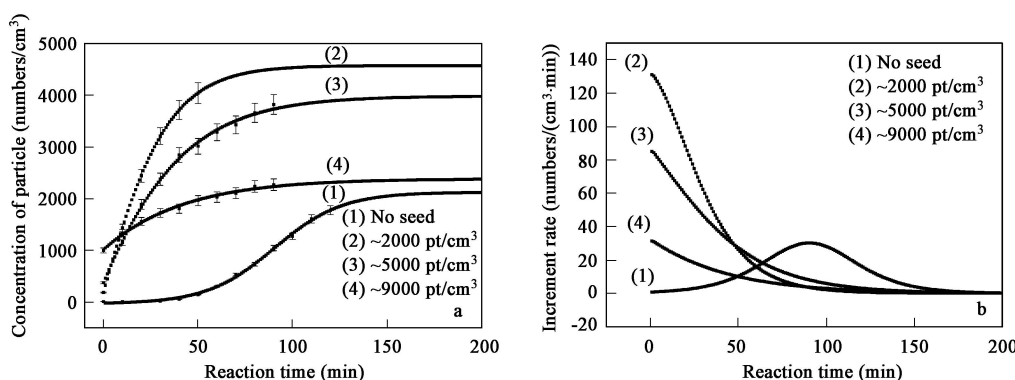 Concentration of particle (numbers/cm³)
5000
4000
3000
2000
1000
0
(2)
(3)
(4)
(1)
(1) No seed
(2) ~2000 pt/cm³
(3) ~5000 pt/cm³
(4) ~9000 pt/cm³
a
0
50
100
150
200
Reaction time (min)
Increment rate (numbers/(cm³·min))
140
120
100
80
60
40
20
0
-20
(2)
(3)
(4)
(1)
(1) No seed
(2) ~2000 pt/cm³
(3) ~5000 pt/cm³
(4) ~9000 pt/cm³
b
0
50
100
150
200
Reaction time (min)